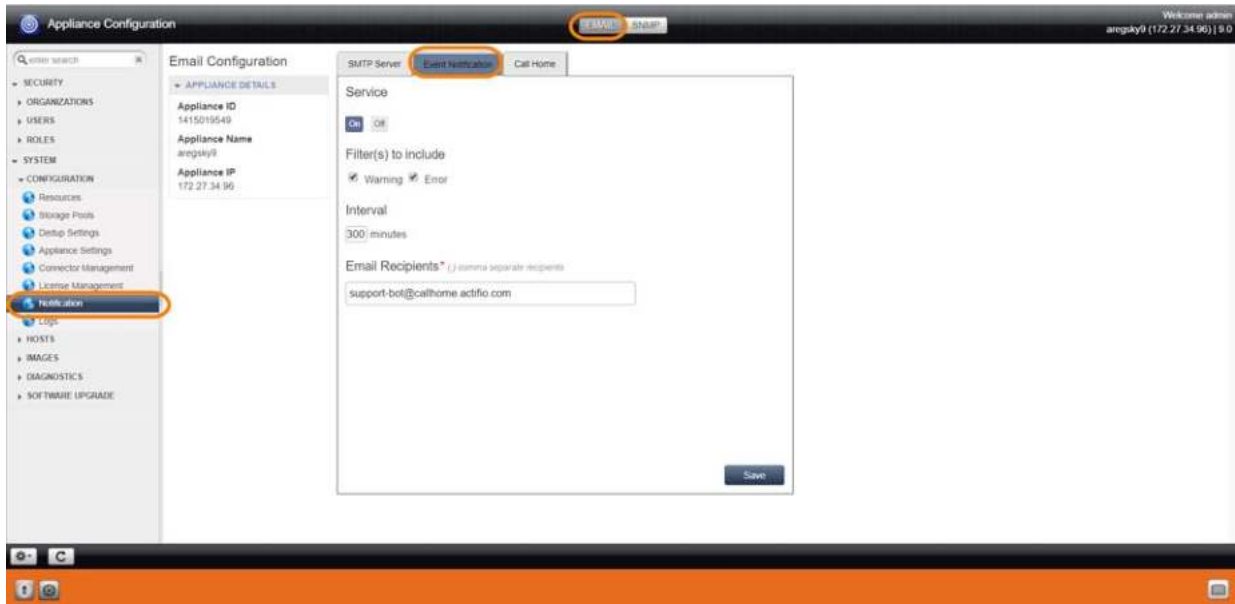 Appliance Configuration
EMAIL SNMP
Welcome admin
aregsky9 (172.27.34.96) | 9.0
enter search
SECURITY
ORGANIZATIONS
USERS
ROLES
SYSTEM
CONFIGURATION
Resources
Storage Pools
Dedup Settings
Appliance Settings
Connector Management
License Management
Notification
Logs
HOSTS
IMAGES
DIAGNOSTICS
SOFTWARE UPGRADE
Email Configuration
APPLIANCE DETAILS
Appliance ID
1415019549
Appliance Name
aregsky9
Appliance IP
172.27.34.96
SMTP Server Event Notification Call Home
Service
On Off
Filter(s) to include
Warning Error
Interval
300 minutes
Email Recipients* (,) comma separate recipients
support-bot@callhome.actifio.com
Save